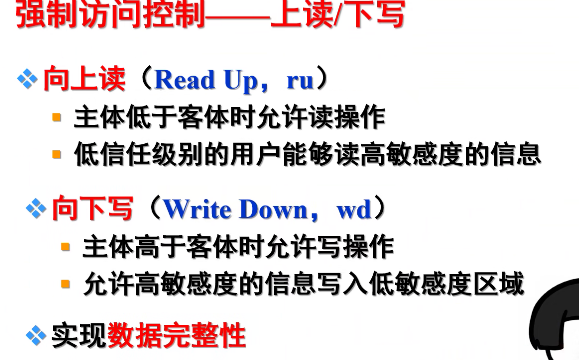 强制访问控制——上读/下写
向上读（Read Up，ru）
主体低于客体时允许读操作
低信任级别的用户能够读高敏感度的信息
向下写（Write Down，wd）
主体高于客体时允许写操作
允许高敏感度的信息写入低敏感度区域
实现数据完整性